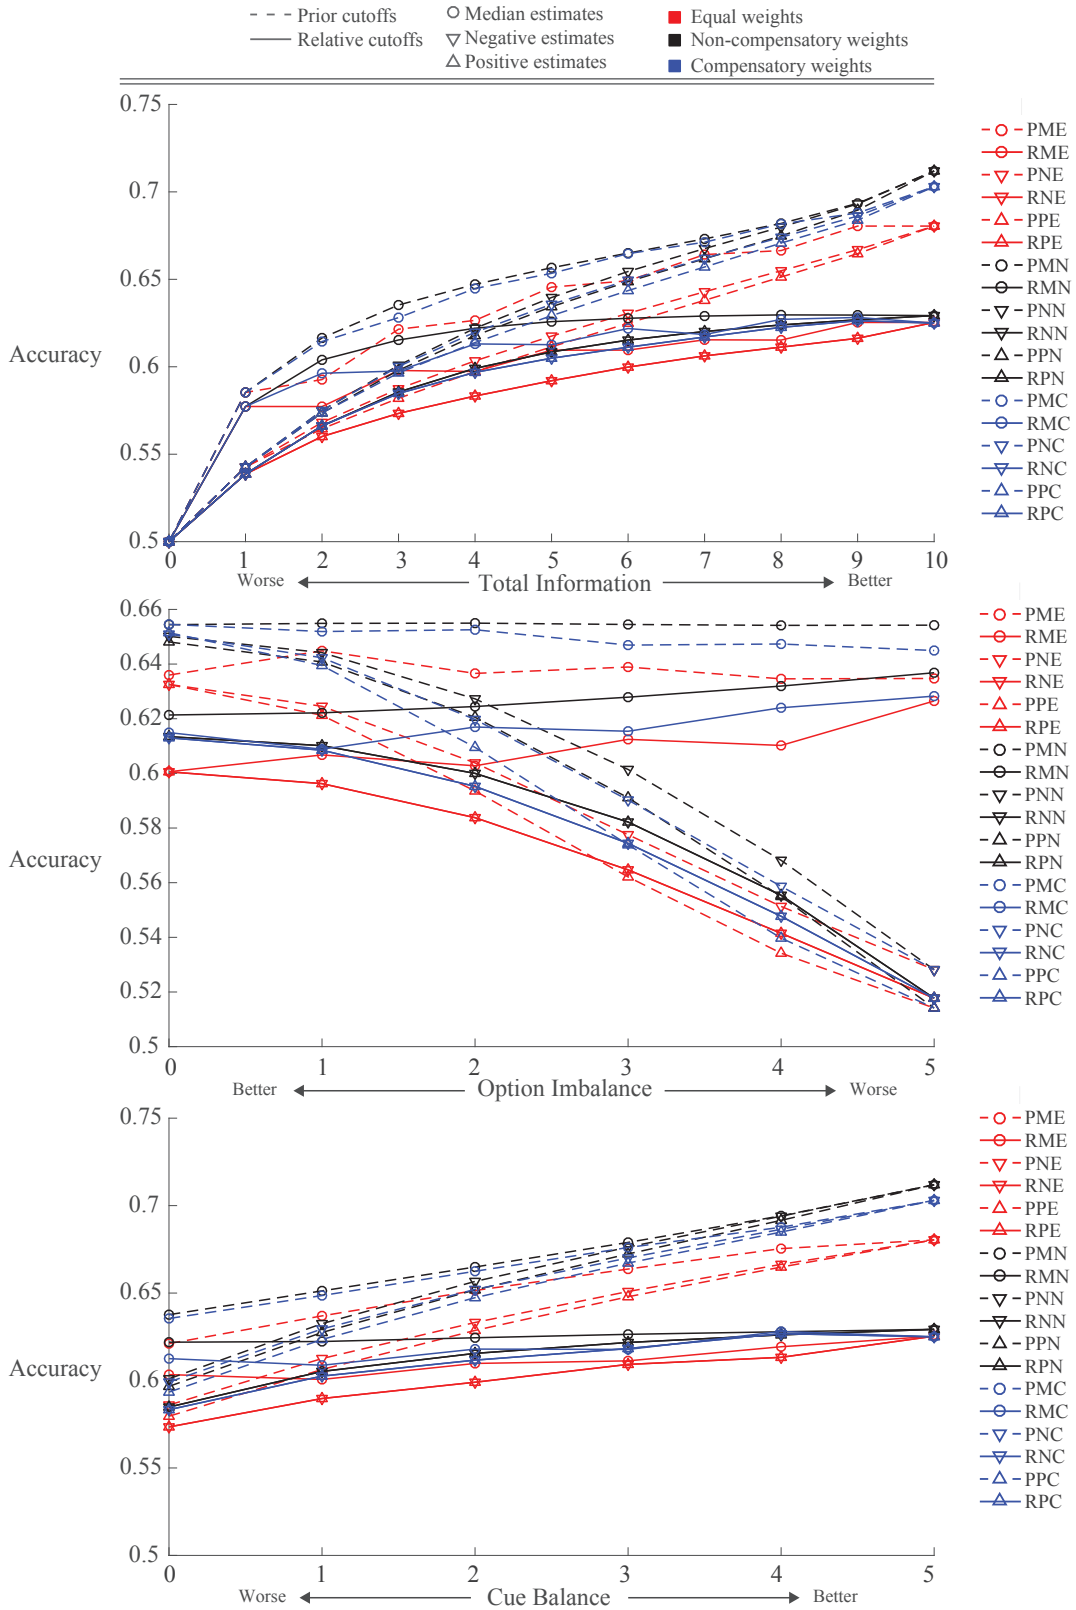 Prior cutoffs Median estimates Equal weights
Relative cutoffs Negative estimates Non-compensatory weights
Positive estimates Compensatory weights
0.75
0.7
0.65
0.6
0.55
0.5
Accuracy
0 1 2 3 4 5 6 7 8 9 10
Worse Total Information Better
PME
RME
PNE
RNE
PPE
RPE
PMN
RMN
PNN
RNN
PPN
RPN
PMC
RMC
PNC
RNC
PPC
RPC
0.66
0.64
0.62
0.6
0.58
0.56
0.54
0.52
0.5
Accuracy
0 1 2 3 4 5
Better Option Imbalance Worse
PME
RME
PNE
RNE
PPE
RPE
PMN
RMN
PNN
RNN
PPN
RPN
PMC
RMC
PNC
RNC
PPC
RPC
0.75
0.7
0.65
0.6
0.55
0.5
Accuracy
0 1 2 3 4 5
Worse Cue Balance Better
PME
RME
PNE
RNE
PPE
RPE
PMN
RMN
PNN
RNN
PPN
RPN
PMC
RMC
PNC
RNC
PPC
RPC